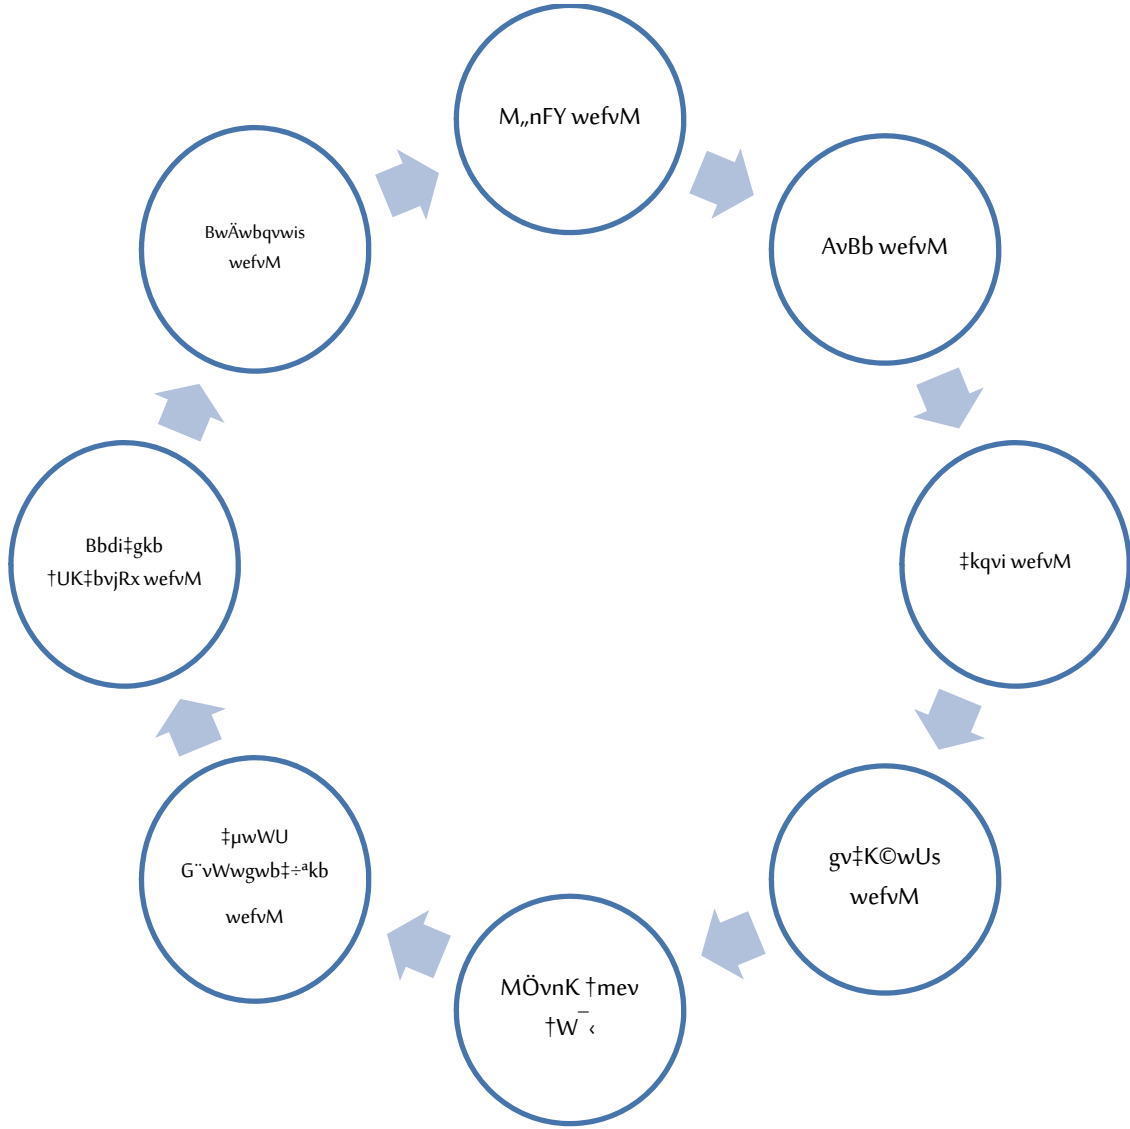 M„nFY wefvM
AvBb wefvM
‡kqvi wefvM
gv‡K©wUs
wefvM
MÖvnK †mev
†W¯‹
‡µwWU
G¨vWwgwb‡÷ªkb
wefvM
Bbdi‡gkb
†UK‡bvjRx wefvM
BwÄwbqvwis
wefvM